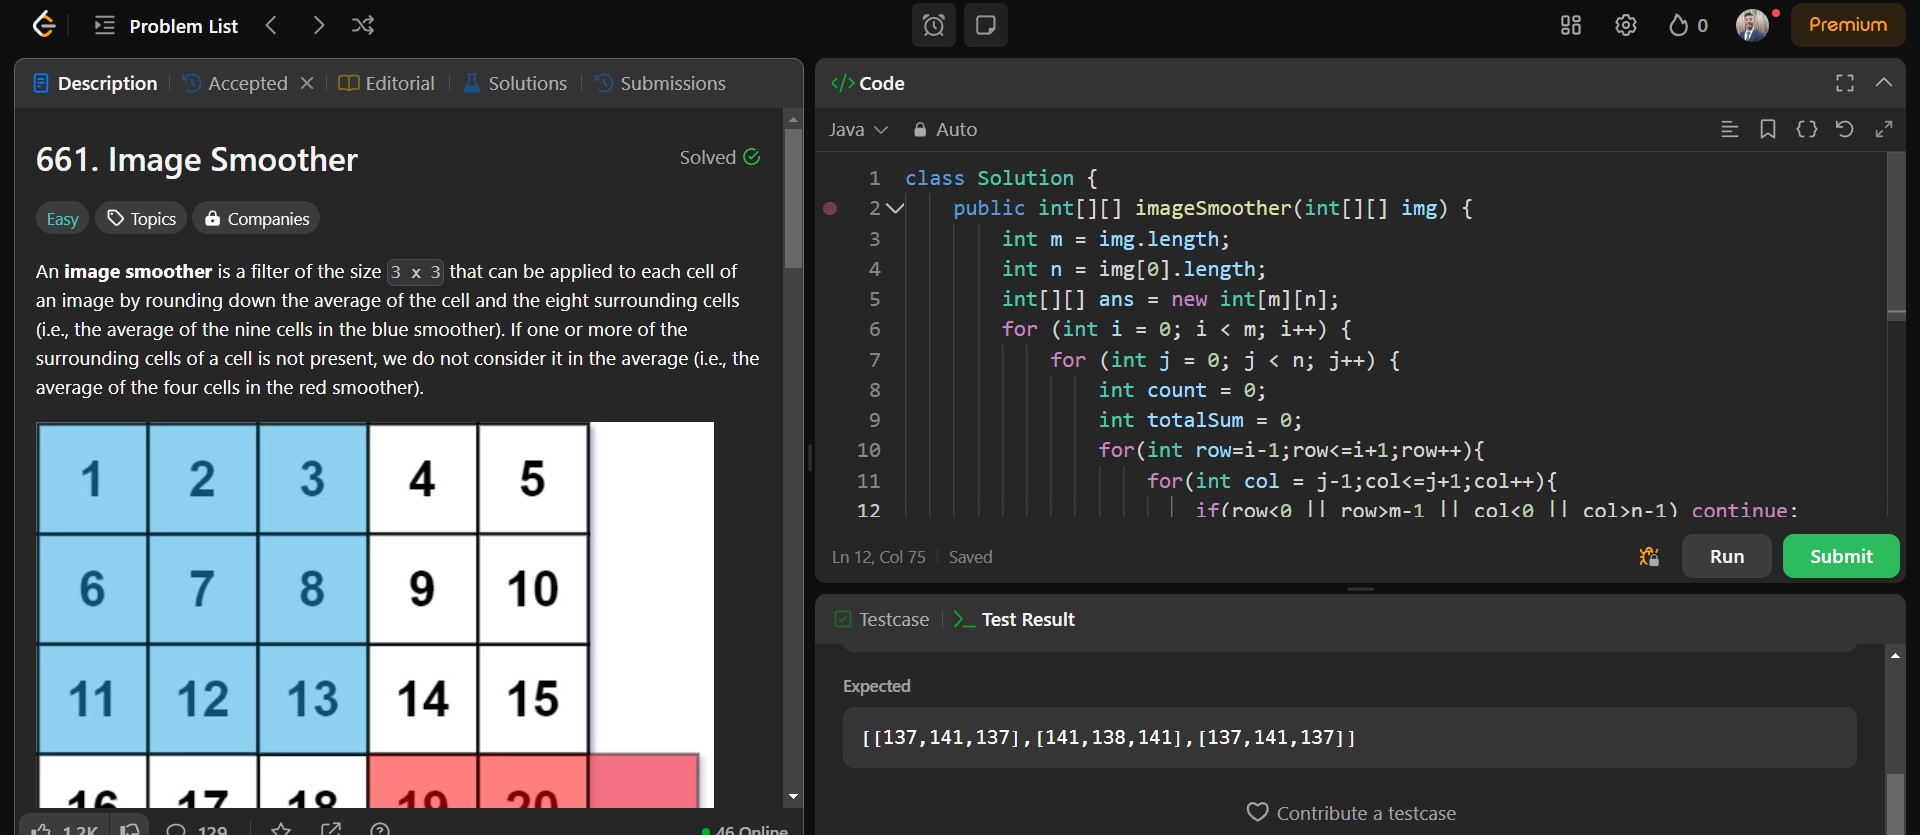 Problem List
0
Premium
Description
Accepted
Editorial
Solutions
Submissions
661. Image Smoother
Solved
Easy
Topics
Companies
An image smoother is a filter of the size 3 x 3 that can be applied to each cell of
an image by rounding down the average of the cell and the eight surrounding cells
(i.e., the average of the nine cells in the blue smoother). If one or more of the
surrounding cells of a cell is not present, we do not consider it in the average (i.e., the
average of the four cells in the red smoother).
1 2 3 4 5
6 7 8 9 10
11 12 13 14 15
16 17 18 19 20
1.2K
129
46 Online
</> Code
Java
Auto
1 class Solution {
2 public int[][] imageSmoother(int[][] img) {
3 int m = img.length;
4 int n = img[0].length;
5 int[][] ans = new int[m][n];
6 for (int i = 0; i < m; i++) {
7 for (int j = 0; j < n; j++) {
8 int count = 0;
9 int totalSum = 0;
10 for(int row=i-1;row<=i+1;row++){
11 for(int col = j-1;col<=j+1;col++){
12 if(row<0 || row>m-1 || col<0 || col>n-1) continue;
Ln 12, Col 75
Saved
Run
Submit
Testcase
Test Result
Expected
[[137,141,137],[141,138,141],[137,141,137]]
Contribute a testcase